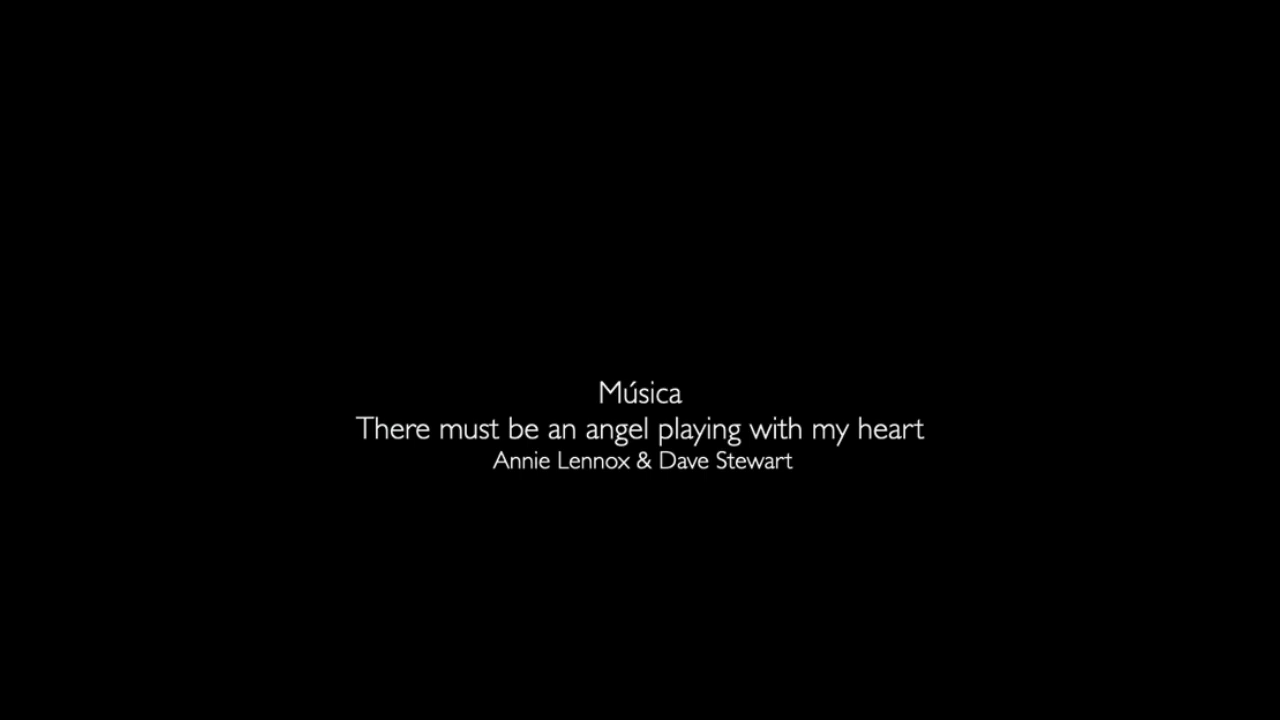 Música
There must be an angel playing with my heart
Annie Lennox & Dave Stewart